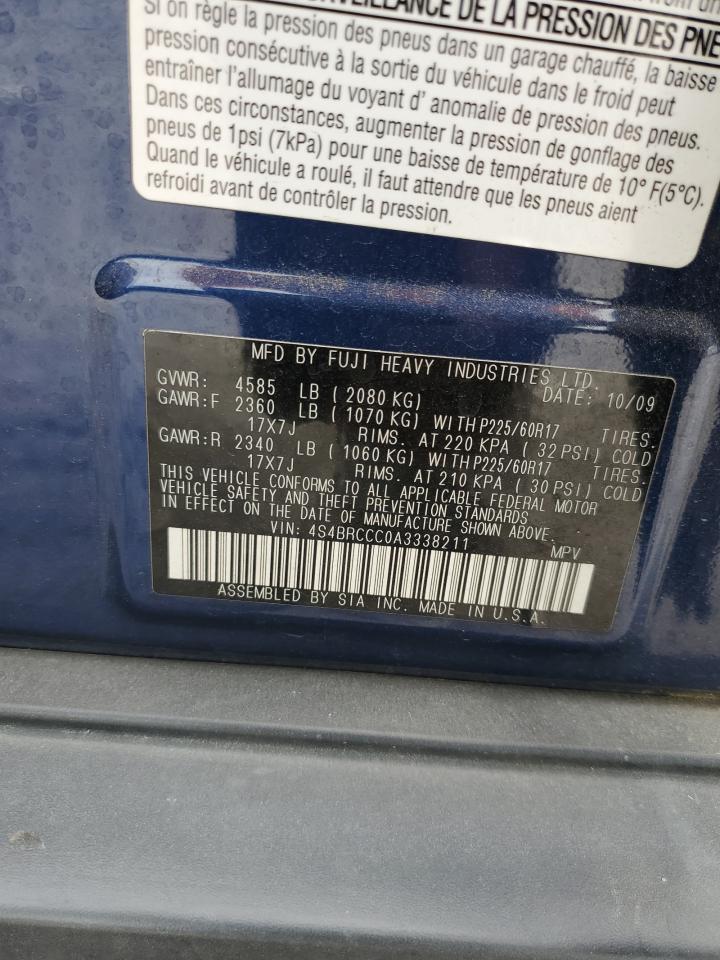 SURVEILLANCE DE LA PRESSION DES PNE
Si on règle la pression des pneus dans un garage chauffé, la baisse
pression consécutive à la sortie du véhicule dans le froid peut
entraîner l'allumage du voyant d' anomalie de pression des pneus.
Dans ces circonstances, augmenter la pression de gonflage des
pneus de 1psi (7kPa) pour une baisse de température de 10° F(5°C).
Quand le véhicule a roulé, il faut attendre que les pneus aient
refroidi avant de contrôler la pression.
MFD BY FUJI HEAVY INDUSTRIES LTD.
GVWR: 4585 LB ( 2080 KG) DATE: 10/09
GAWR:F 2360 LB ( 1070 KG) WITH P225/60R17 TIRES.
17X7J RIMS. AT 220 KPA ( 32 PSI) COLD
GAWR:R 2340 LB ( 1060 KG) WITH P225/60R17 TIRES.
17X7J RIMS. AT 210 KPA ( 30 PSI) COLD
THIS VEHICLE CONFORMS TO ALL APPLICABLE FEDERAL MOTOR
VEHICLE SAFETY AND THEFT PREVENTION STANDARDS
IN EFFECT ON THE DATE OF MANUFACTURE SHOWN ABOVE.
VIN: 4S4BRCCC0A3338211 MPV
ASSEMBLED BY SIA INC. MADE IN U.S.A.